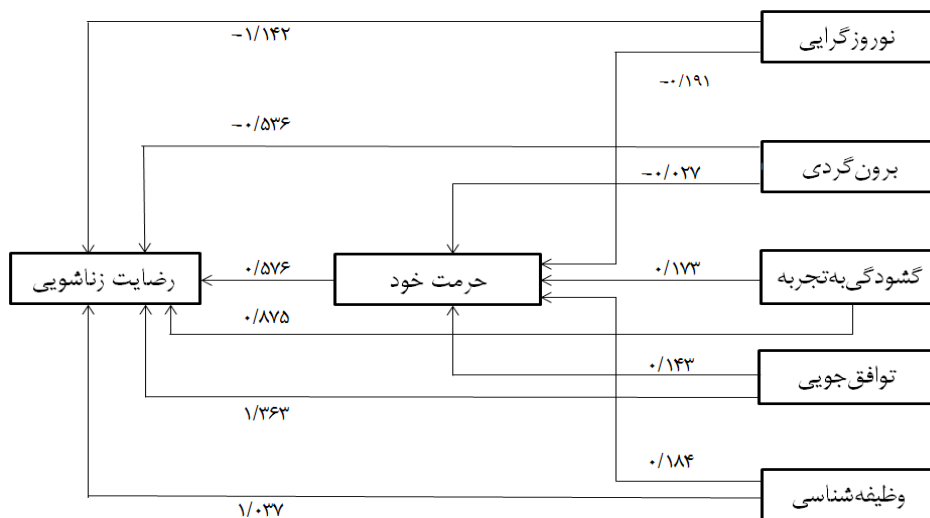 نوروزگرایی
−۱/۱۴۲
−۰/۱۹۱
برون‌گردی
−۰/۵۳۶
−۰/۰۲۷
گشودگی‌به‌تجربه
۰/۱۷۳
حرمت خود
۰/۵۷۶
رضایت زناشویی
۰/۸۷۵
توافق‌جویی
۰/۱۴۳
۱/۳۶۳
وظیفه‌شناسی
۰/۱۸۴
۱/۰۳۷